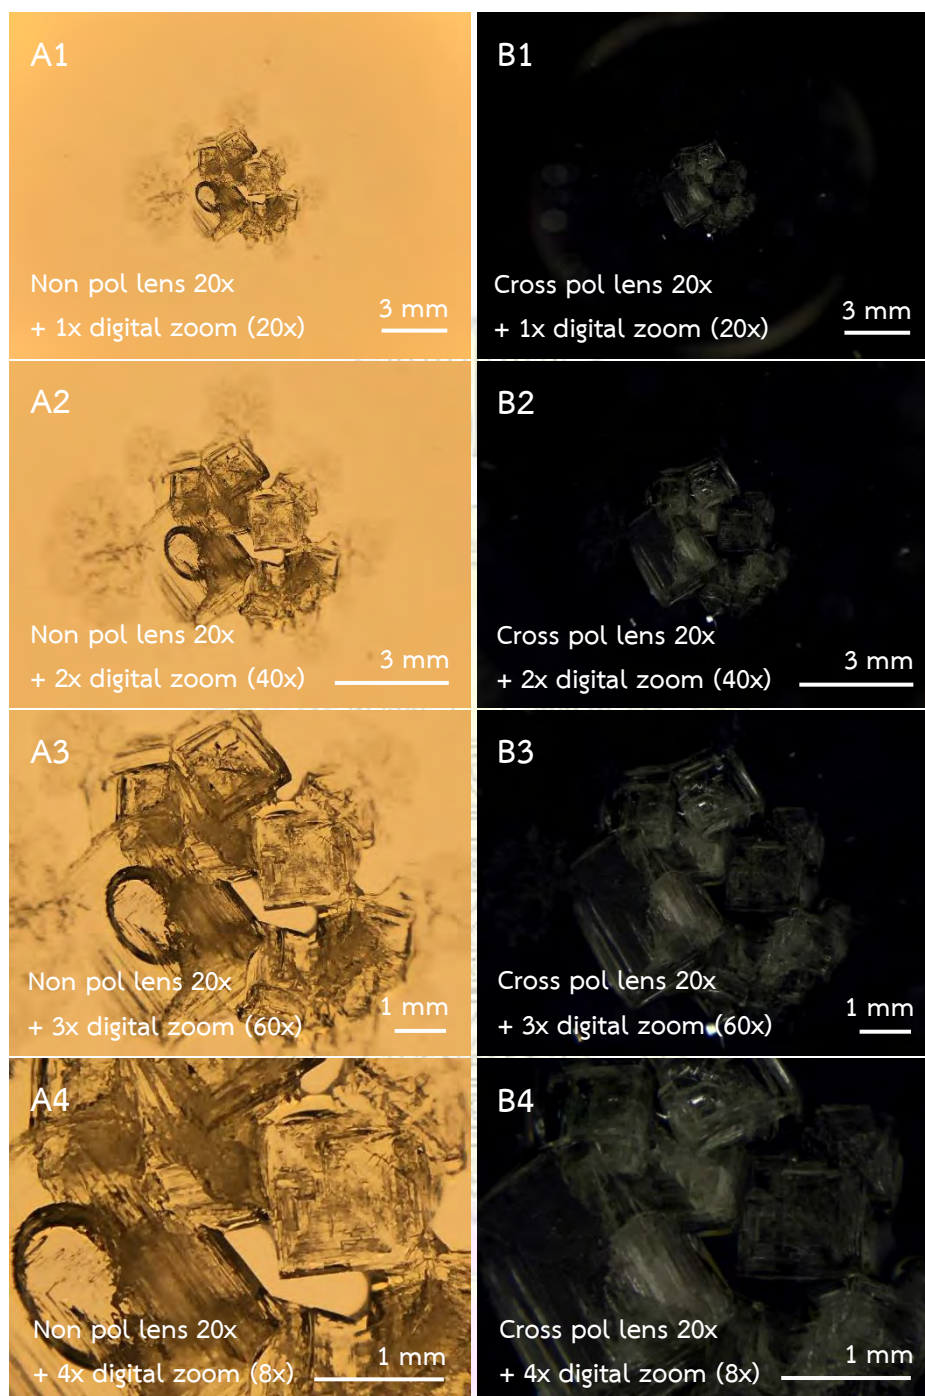 A1
Non pol lens 20x
+ 1x digital zoom (20x)
3 mm
B1
Cross pol lens 20x
+ 1x digital zoom (20x)
3 mm
A2
Non pol lens 20x
+ 2x digital zoom (40x)
3 mm
B2
Cross pol lens 20x
+ 2x digital zoom (40x)
3 mm
A3
Non pol lens 20x
+ 3x digital zoom (60x)
1 mm
B3
Cross pol lens 20x
+ 3x digital zoom (60x)
1 mm
A4
Non pol lens 20x
+ 4x digital zoom (8x)
1 mm
B4
Cross pol lens 20x
+ 4x digital zoom (8x)
1 mm